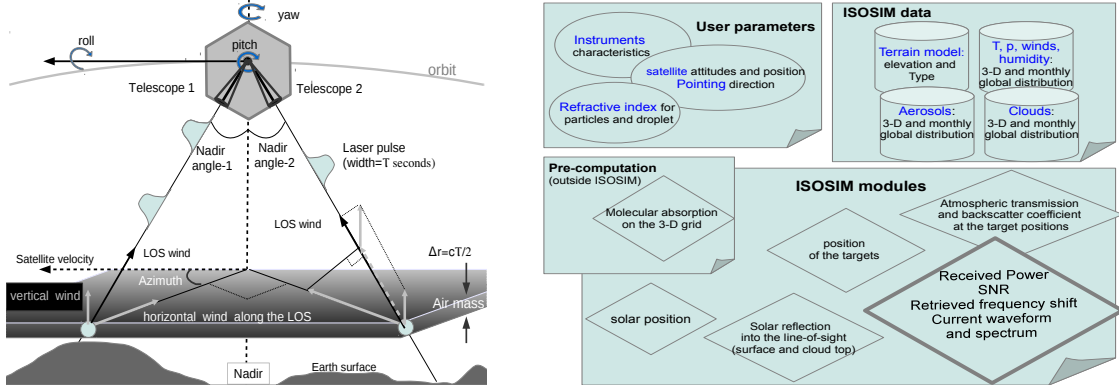 yaw
roll
pitch
orbit
Telescope 1
Telescope 2
Nadir
angle-1
Nadir
angle-2
Laser pulse
(width=T seconds)
LOS wind
LOS wind
Δr=cT/2
Satellite velocity
Azimuth
vertical wind
Air mass
horizontal wind along the LOS
Nadir
Earth surface
User parameters
Instruments
characteristics
satellite attitudes and position
Pointing direction
Refractive index for
particles and droplet
ISOSIM data
Terrain model:
elevation and
Type
T, p, winds,
humidity:
3-D and monthly
global distribution
Aerosols:
3-D and monthly
global distribution
Clouds:
3-D and monthly
global distribution
Pre-computation
(outside ISOSIM)
Molecular absorption
on the 3-D grid
ISOSIM modules
Atmospheric transmission
and backscatter coefficient
at the target positions
position
of the targets
Received Power
SNR
Retrieved frequency shift
Current waveform
and spectrum
solar position
Solar reflection
into the line-of-sight
(surface and cloud top)